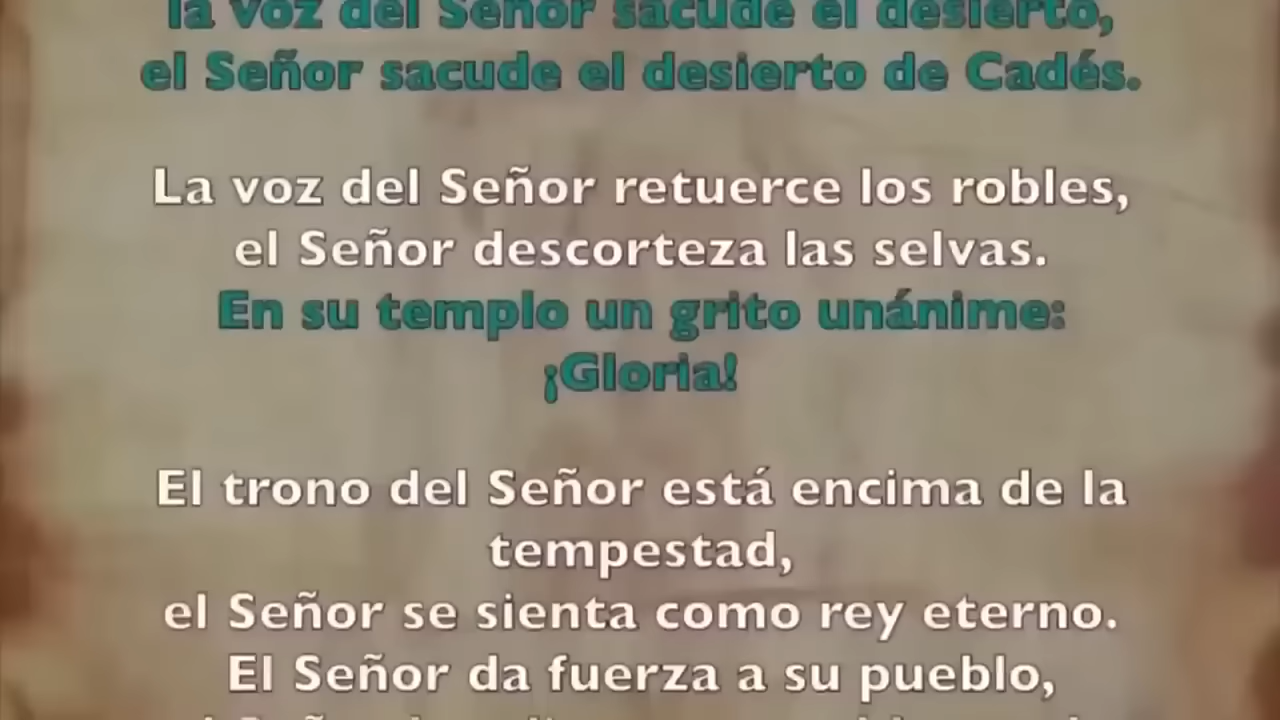 la voz del Señor sacude el desierto,
el Señor sacude el desierto de Cadés.
La voz del Señor retuerce los robles,
el Señor descorteza las selvas.
En su templo un grito unánime:
¡Gloria!
El trono del Señor está encima de la
tempestad,
el Señor se sienta como rey eterno.
El Señor da fuerza a su pueblo,